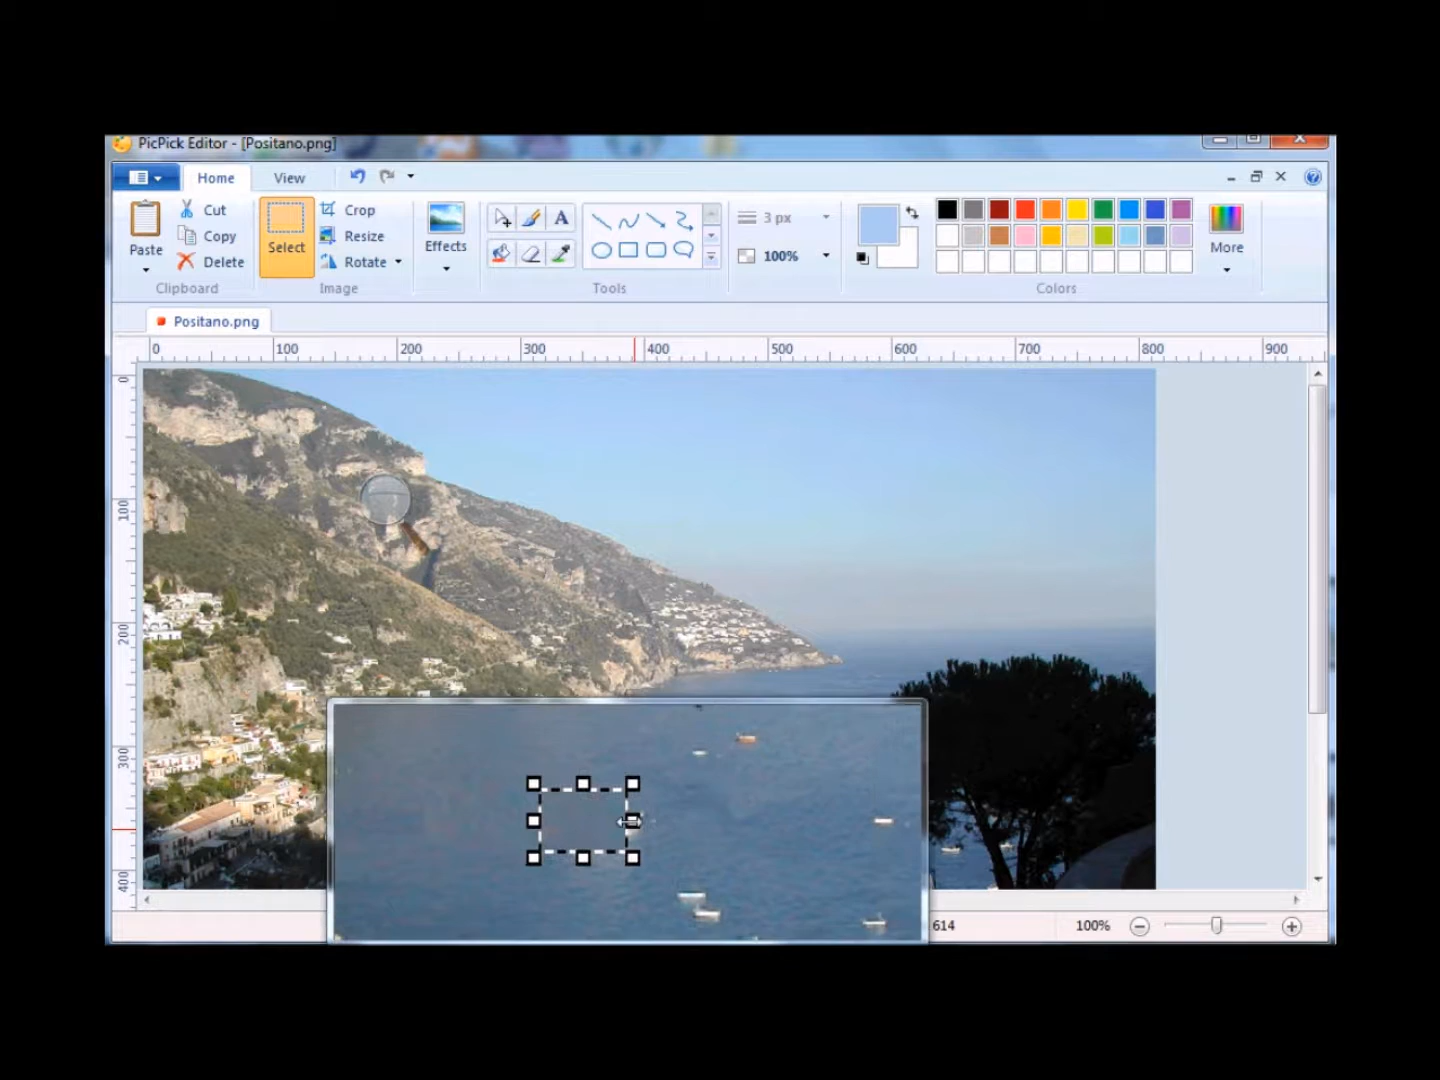 PicPick Editor - [Positano.png]
Home View
Paste
Cut
Copy
Delete
Clipboard
Select
Crop
Resize
Rotate
Image
Effects
A
Tools
3 px
100%
More
Colors
Positano.png
0 100 200 300 400 500 600 700 800 900
0
100
200
300
400
614
100%